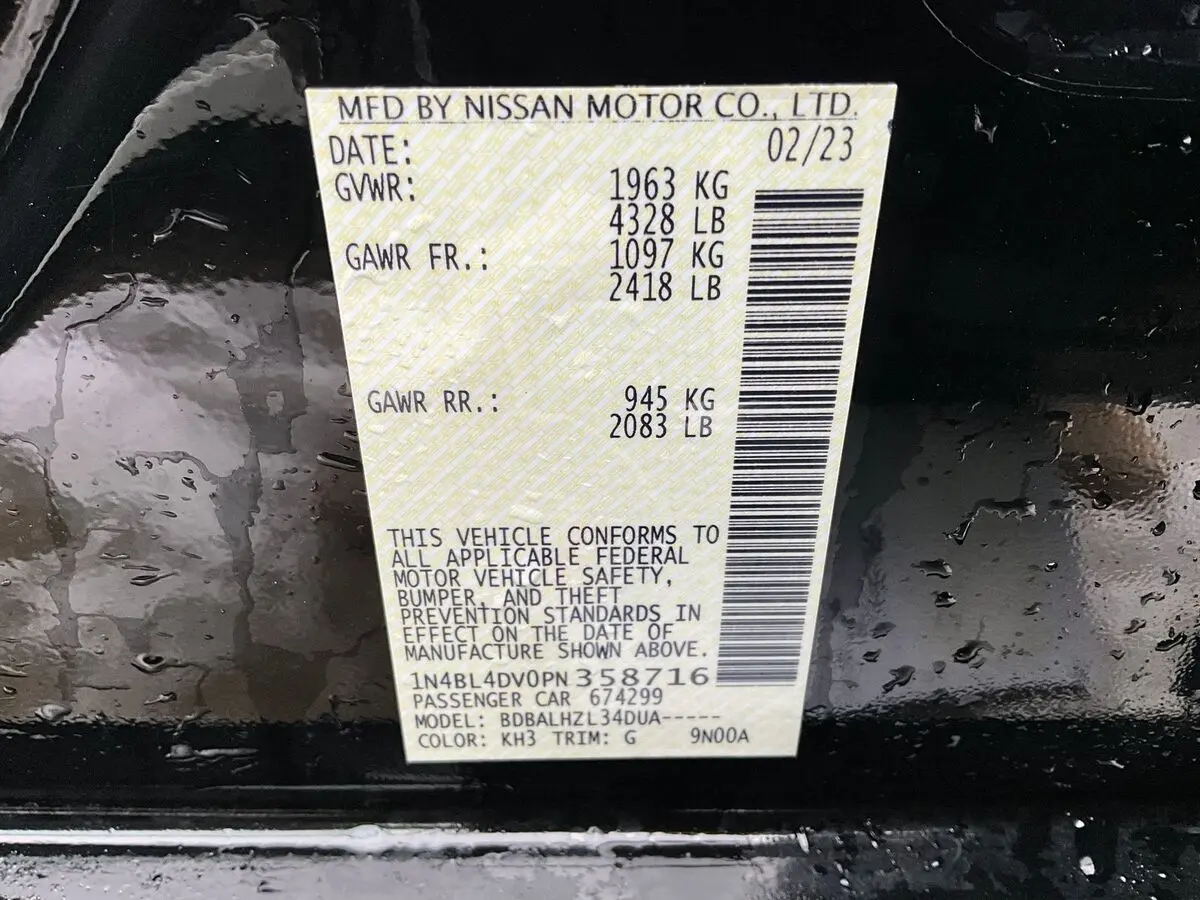 MFD BY NISSAN MOTOR CO., LTD.
DATE: 02/23
GVWR: 1963 KG
4328 LB
GAWR FR.: 1097 KG
2418 LB
GAWR RR.: 945 KG
2083 LB
THIS VEHICLE CONFORMS TO
ALL APPLICABLE FEDERAL
MOTOR VEHICLE SAFETY,
BUMPER, AND THEFT
PREVENTION STANDARDS IN
EFFECT ON THE DATE OF
MANUFACTURE SHOWN ABOVE.
1N4BL4DV0PN358716
PASSENGER CAR 674299
MODEL: BDBALHZL34DUA-----
COLOR: KH3 TRIM: G 9N00A